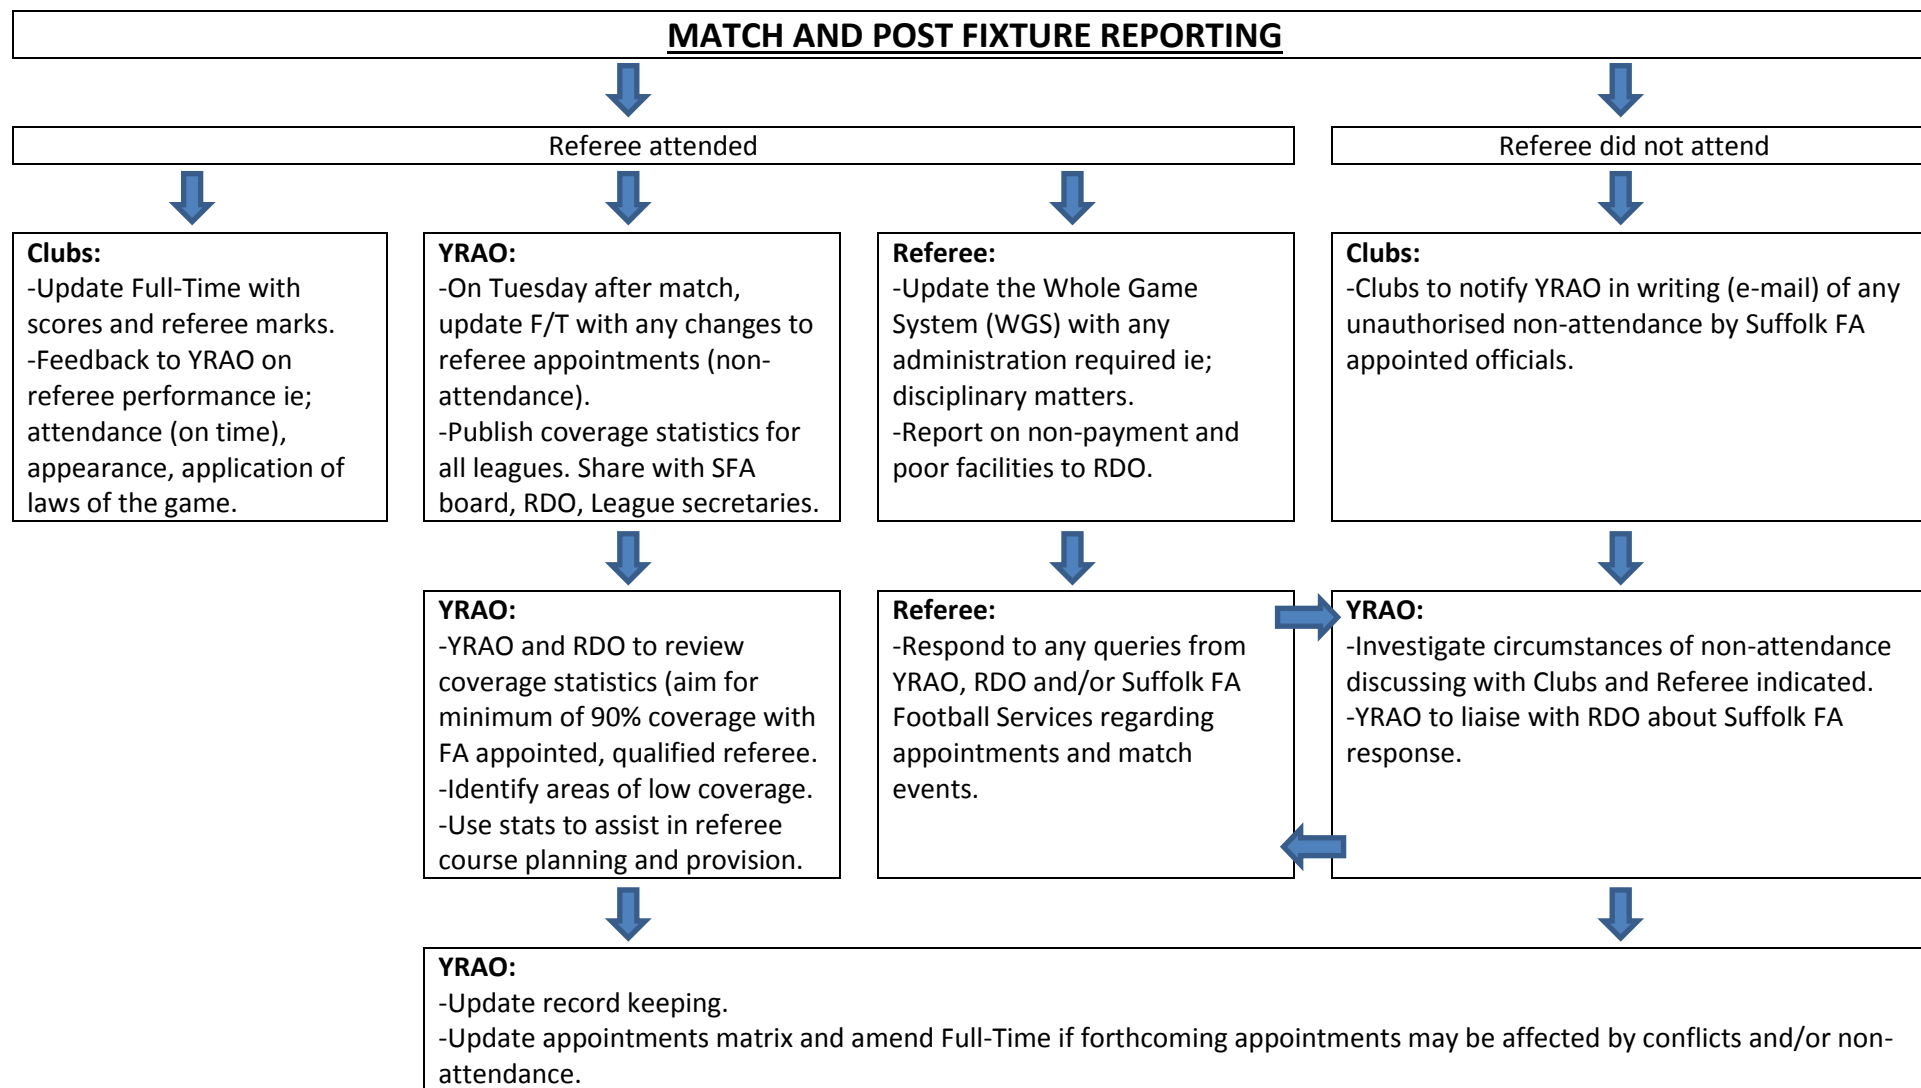 MATCH AND POST FIXTURE REPORTING
Referee attended
Referee did not attend
Clubs:
-Update Full-Time with
scores and referee marks.
-Feedback to YRAO on
referee performance ie;
attendance (on time),
appearance, application of
laws of the game.
YRAO:
-On Tuesday after match,
update F/T with any changes to
referee appointments (non-
attendance).
-Publish coverage statistics for
all leagues. Share with SFA
board, RDO, League secretaries.
Referee:
-Update the Whole Game
System (WGS) with any
administration required ie;
disciplinary matters.
-Report on non-payment and
poor facilities to RDO.
Clubs:
-Clubs to notify YRAO in writing (e-mail) of any
unauthorised non-attendance by Suffolk FA
appointed officials.
YRAO:
-YRAO and RDO to review
coverage statistics (aim for
minimum of 90% coverage with
FA appointed, qualified referee.
-Identify areas of low coverage.
-Use stats to assist in referee
course planning and provision.
Referee:
-Respond to any queries from
YRAO, RDO and/or Suffolk FA
Football Services regarding
appointments and match
events.
YRAO:
-Investigate circumstances of non-attendance
discussing with Clubs and Referee indicated.
-YRAO to liaise with RDO about Suffolk FA
response.
YRAO:
-Update record keeping.
-Update appointments matrix and amend Full-Time if forthcoming appointments may be affected by conflicts and/or non-
attendance.